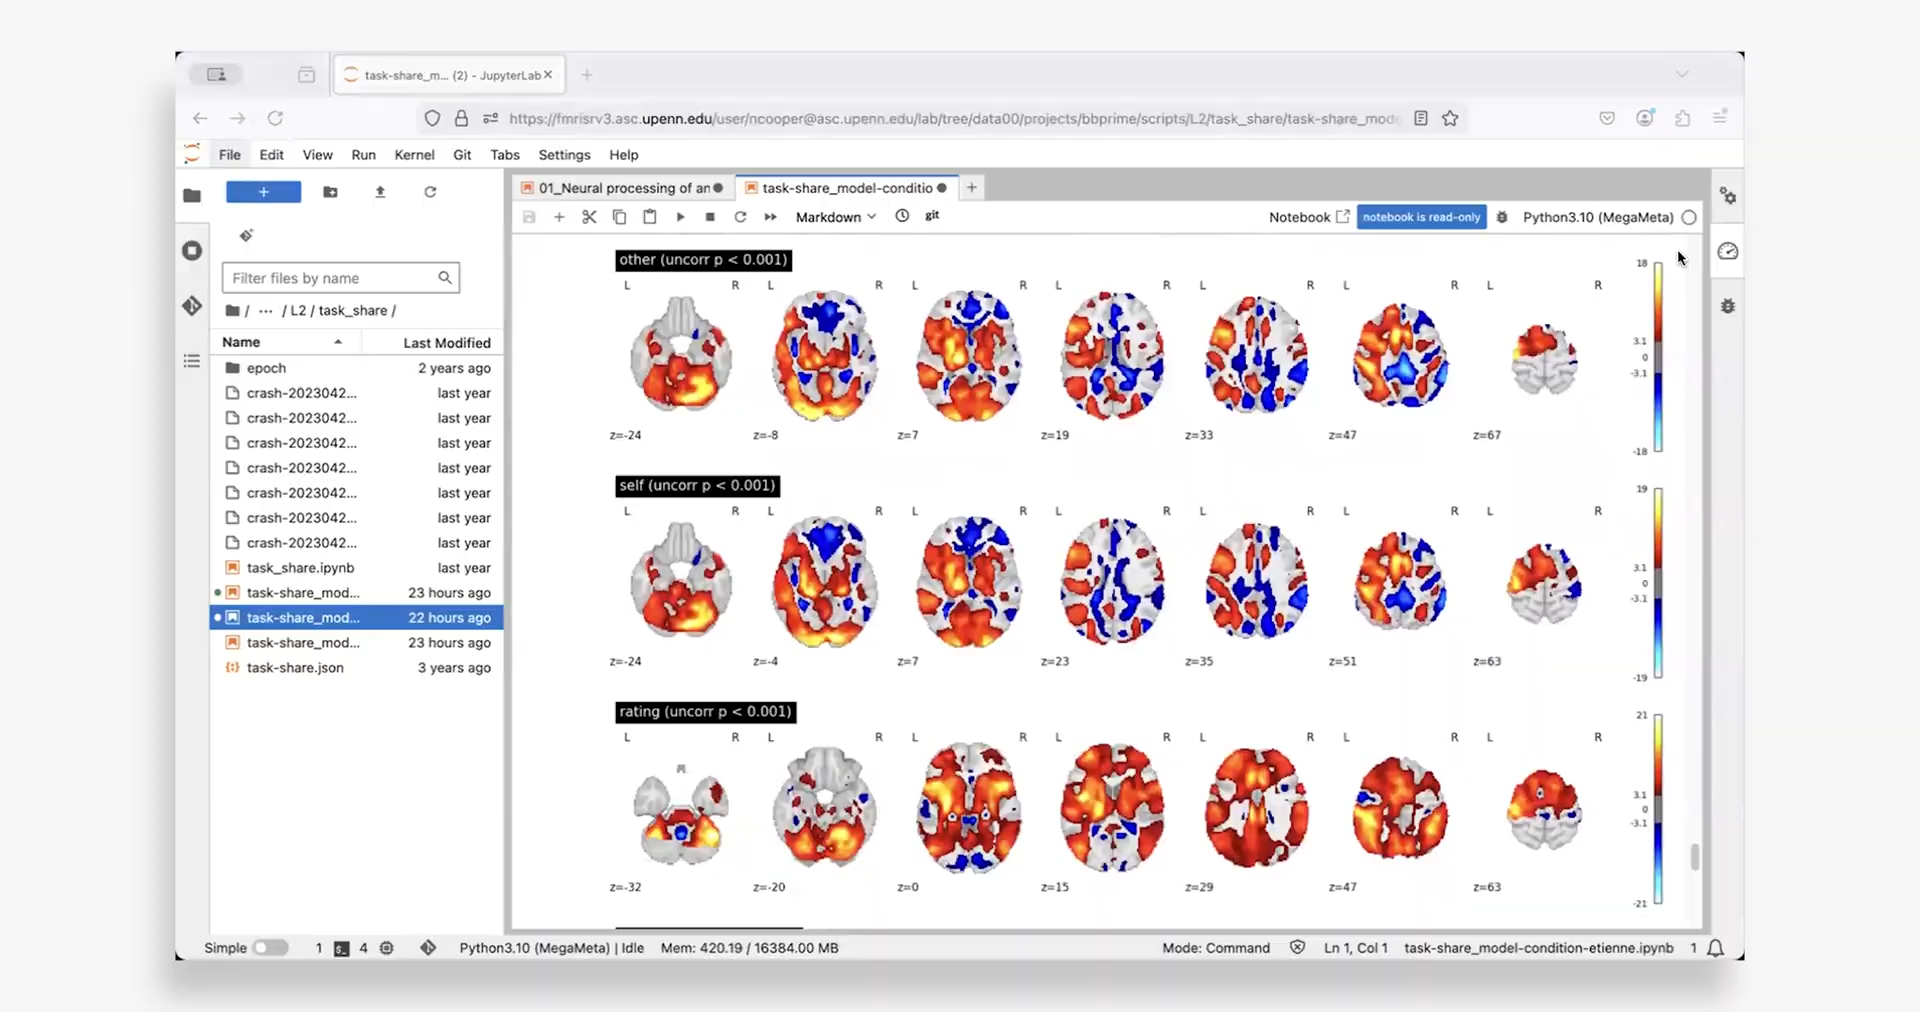 task-share_m... (2) - JupyterLab
https://fmrisrv3.asc.upenn.edu/user/ncooper@asc.upenn.edu/lab/tree/data00/projects/bbprime/scripts/L2/task_share/task-share_mode
File Edit View Run Kernel Git Tabs Settings Help
01_Neural processing of an task-share_model-conditio
Markdown git Notebook notebook is read-only Python3.10 (MegaMeta)
Filter files by name
/ ... / L2 / task_share /
Name Last Modified
epoch 2 years ago
crash-2023042... last year
crash-2023042... last year
crash-2023042... last year
crash-2023042... last year
crash-2023042... last year
crash-2023042... last year
crash-2023042... last year
task_share.ipynb last year
task-share_mod... 23 hours ago
task-share_mod... 22 hours ago
task-share_mod... 23 hours ago
task-share.json 3 years ago
other (uncorr p < 0.001)
L R L R L R L R L R L R L R
z=-24 z=-8 z=7 z=19 z=33 z=47 z=67
18
3.1
0
-3.1
-18
self (uncorr p < 0.001)
L R L R L R L R L R L R L R
z=-24 z=-4 z=7 z=23 z=35 z=51 z=63
19
3.1
0
-3.1
-19
rating (uncorr p < 0.001)
L R L R L R L R L R L R L R
z=-32 z=-20 z=0 z=15 z=29 z=47 z=63
21
3.1
0
-3.1
-21
Simple 1 4 Python3.10 (MegaMeta) | Idle Mem: 420.19 / 16384.00 MB Mode: Command Ln 1, Col 1 task-share_model-condition-etienne.ipynb 1